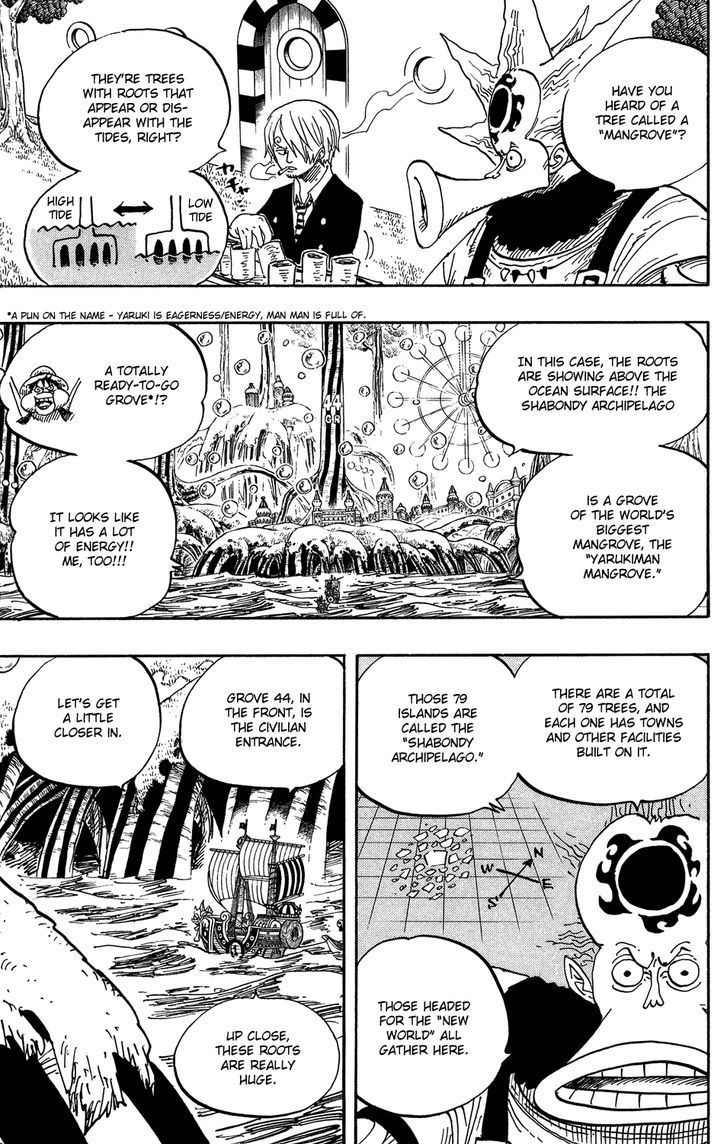 HAVE YOU
HEARD OF A
TREE CALLED A
"MANGROVE"?
THEY'RE TREES
WITH ROOTS THAT
APPEAR OR DIS-
APPEAR WITH THE
TIDES, RIGHT?
HIGH
TIDE
LOW
TIDE
*A PUN ON THE NAME - YARUKI IS EAGERNESS/ENERGY, MAN MAN IS FULL OF.
IN THIS CASE, THE ROOTS
ARE SHOWING ABOVE THE
OCEAN SURFACE!! THE
SHABONDY ARCHIPELAGO
IS A GROVE
OF THE WORLD'S
BIGGEST
MANGROVE, THE
"YARUKIMAN
MANGROVE."
A TOTALLY
READY-TO-GO
GROVE*!?
IT LOOKS LIKE
IT HAS A LOT
OF ENERGY!!
ME, TOO!!!
44
GR
THERE ARE A TOTAL
OF 79 TREES, AND
EACH ONE HAS TOWNS
AND OTHER FACILITIES
BUILT ON IT.
THOSE 79
ISLANDS ARE
CALLED THE
"SHABONDY
ARCHIPELAGO."
N
W
E
S
THOSE HEADED
FOR THE "NEW
WORLD" ALL
GATHER HERE.
GROVE 44, IN
THE FRONT, IS
THE CIVILIAN
ENTRANCE.
LET'S GET
A LITTLE
CLOSER IN.
UP CLOSE,
THESE ROOTS
ARE REALLY
HUGE.